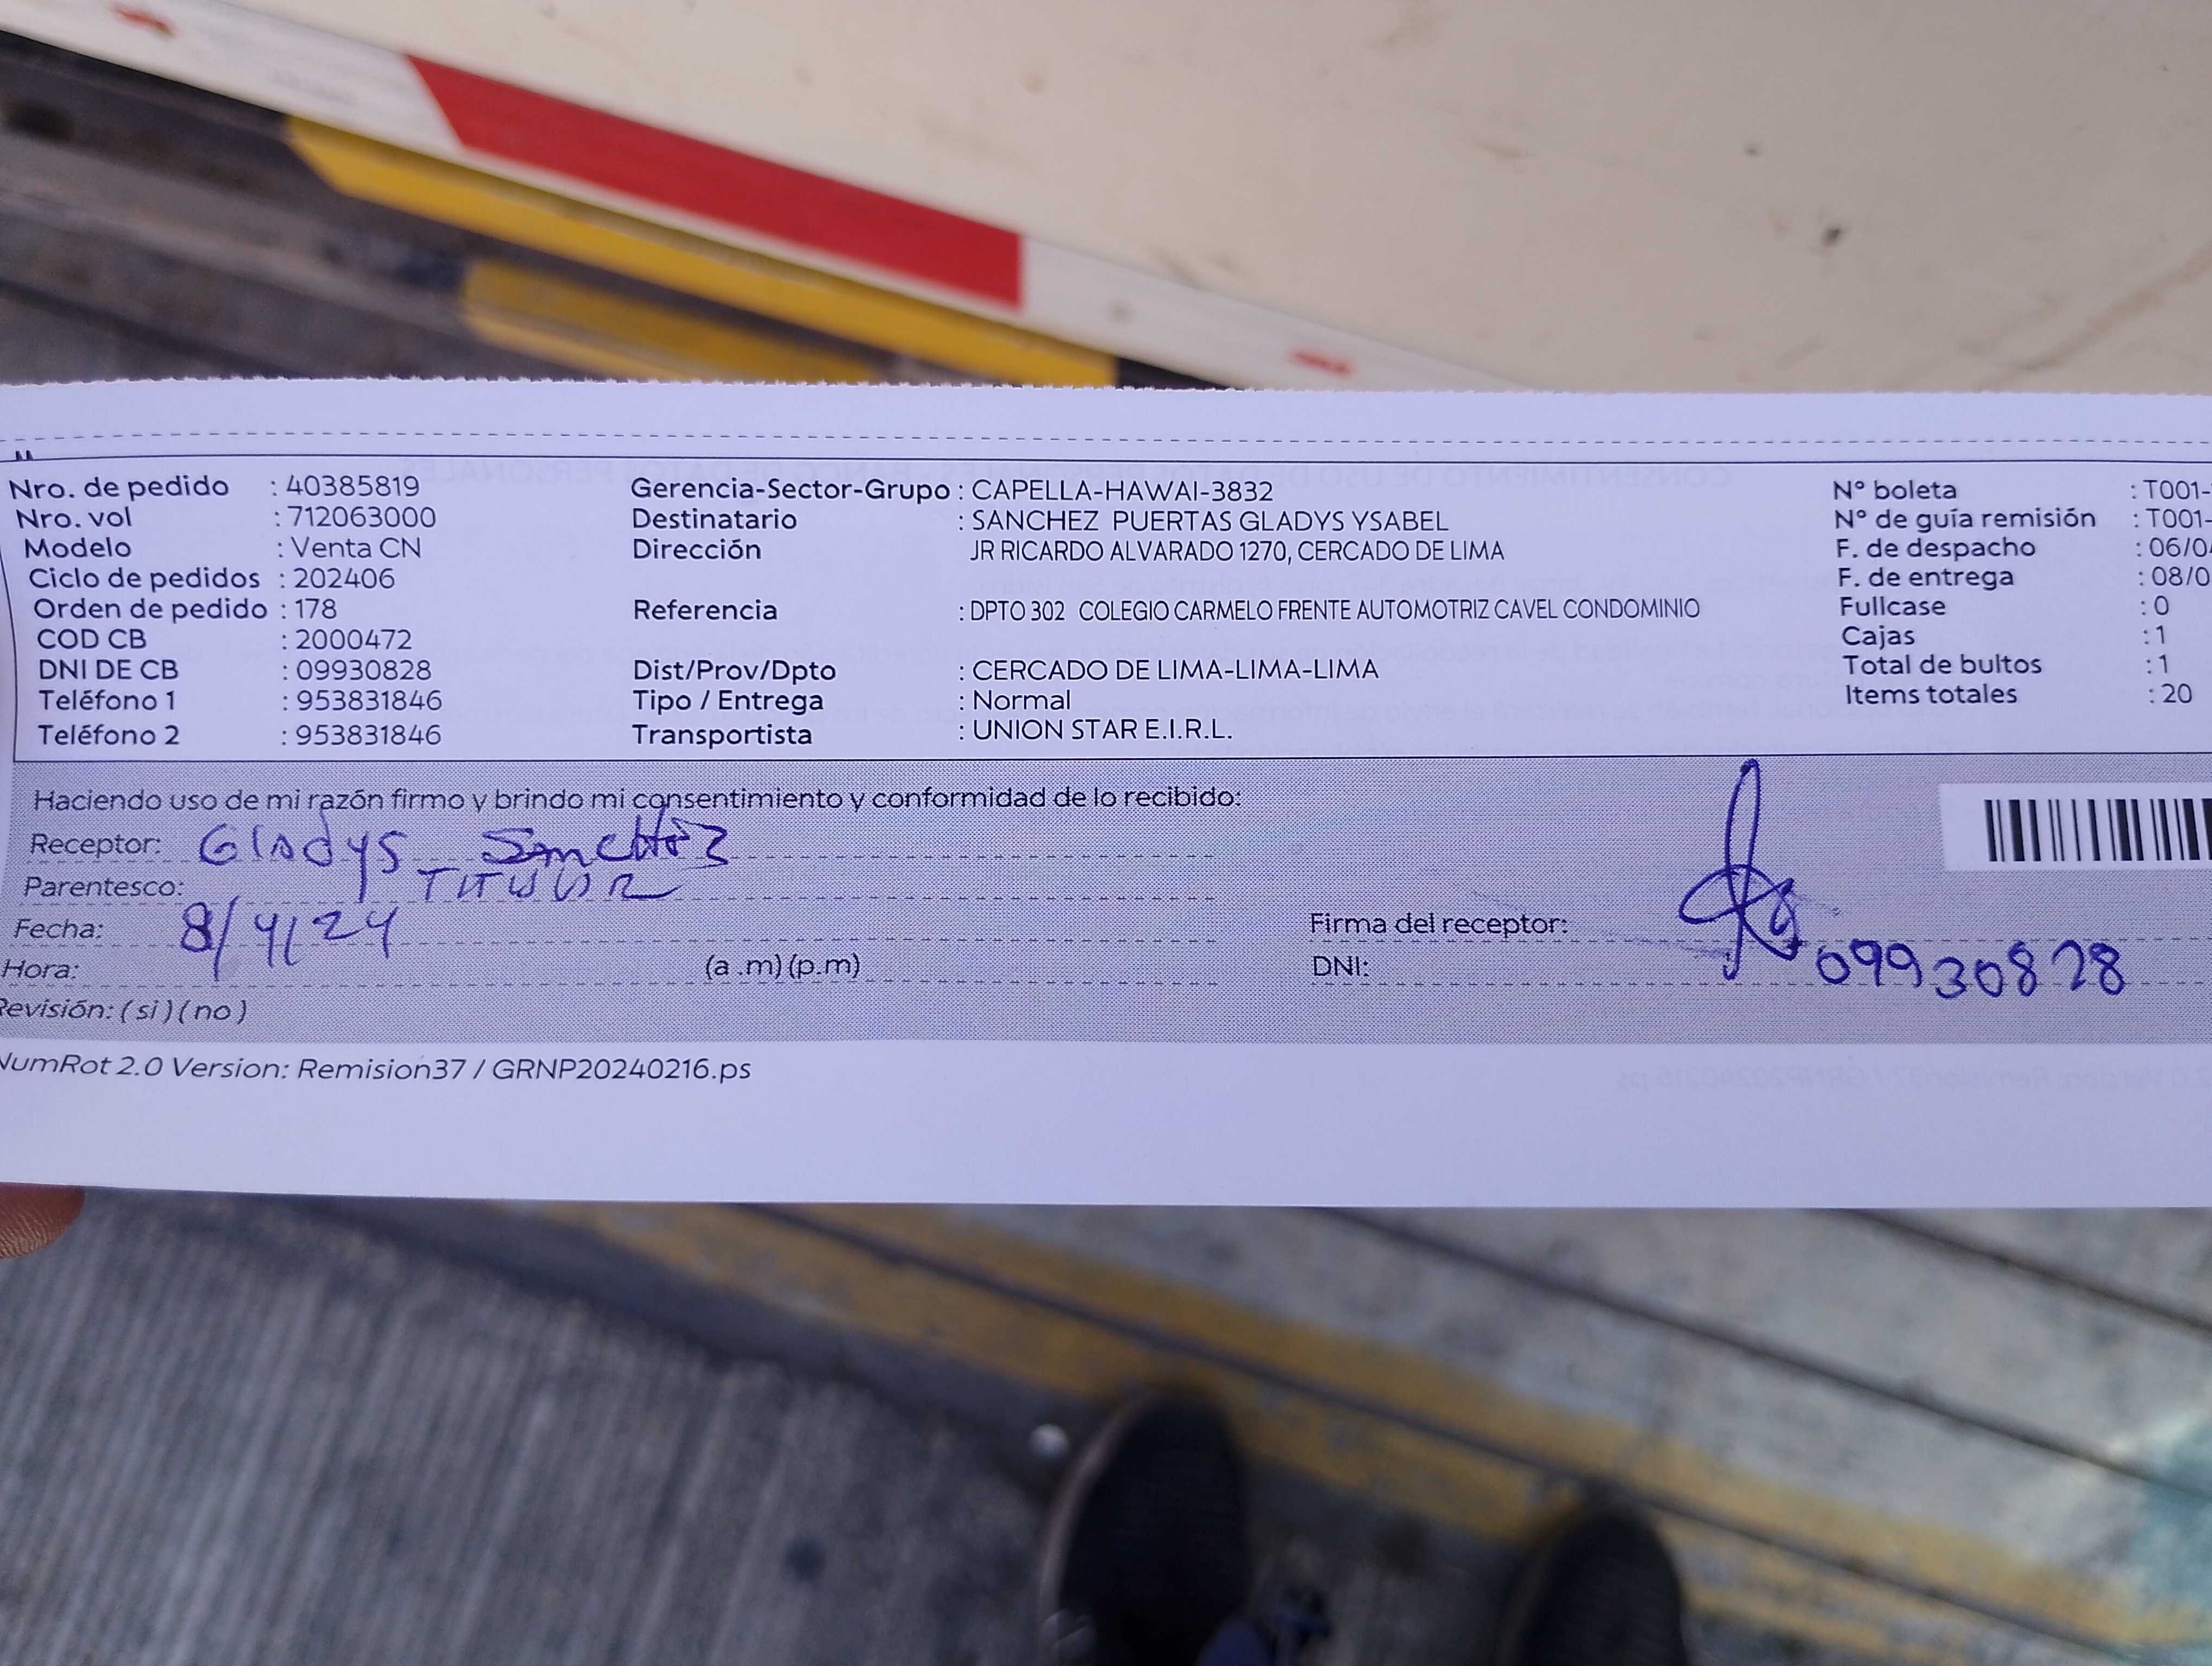 Nro. de pedido : 40385819 Gerencia-Sector-Grupo : CAPELLA-HAWAI-3832 N° boleta : T001-
Nro. vol : 712063000 Destinatario : SANCHEZ PUERTAS GLADYS YSABEL N° de guía remisión : T001-
Modelo : Venta CN Dirección JR RICARDO ALVARADO 1270, CERCADO DE LIMA F. de despacho : 06/0
Ciclo de pedidos : 202406 F. de entrega : 08/0
Orden de pedido : 178 Referencia : DPTO 302 COLEGIO CARMELO FRENTE AUTOMOTRIZ CAVEL CONDOMINIO Fullcase : 0
COD CB : 2000472 Cajas : 1
DNI DE CB : 09930828 Dist/Prov/Dpto : CERCADO DE LIMA-LIMA-LIMA Total de bultos : 1
Teléfono 1 : 953831846 Tipo / Entrega : Normal Items totales : 20
Teléfono 2 : 953831846 Transportista : UNION STAR E.I.R.L.
Haciendo uso de mi razón firmo y brindo mi consentimiento y conformidad de lo recibido:
Receptor: Gladys Sanchez
Parentesco: TITULAR
Fecha: 8/4/24 Firma del receptor:
Hora: (a .m) (p.m) DNI: 09930828
Revisión: ( si ) ( no )
NumRot 2.0 Version: Remision37 / GRNP20240216.ps